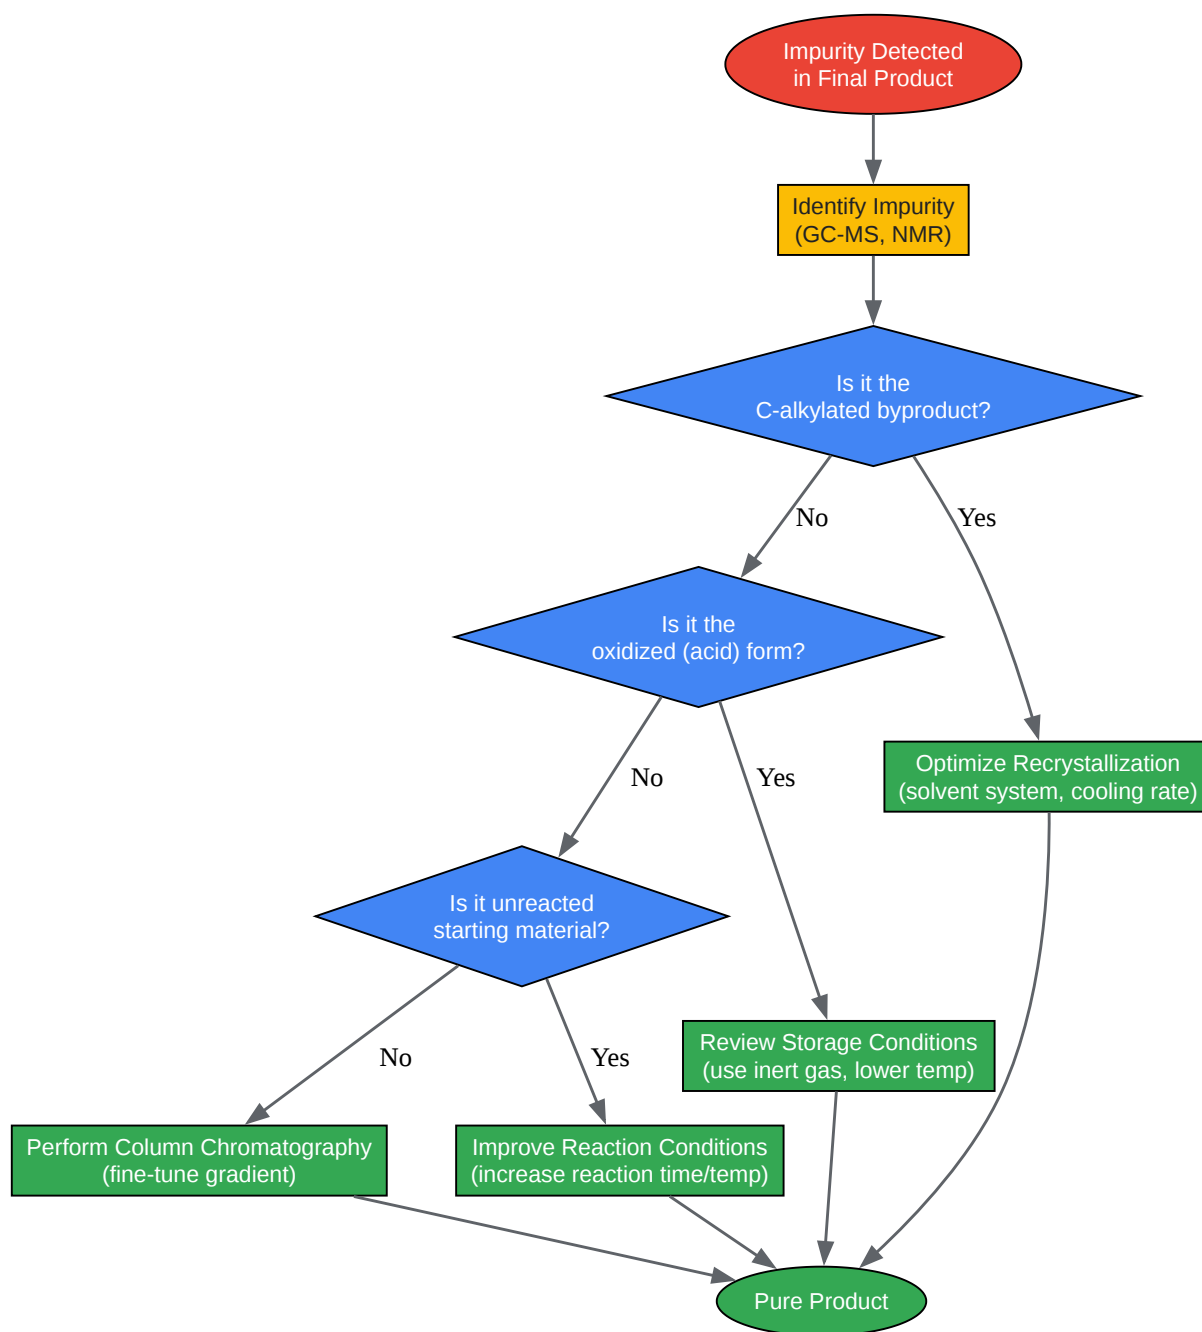 Impurity Detected
in Final Product
Identify Impurity
(GC-MS, NMR)
Is it the
C-alkylated byproduct?
No
Yes
Is it the
oxidized (acid) form?
No
Yes
Optimize Recrystallization
(solvent system, cooling rate)
Is it unreacted
starting material?
No
Yes
Review Storage Conditions
(use inert gas, lower temp)
Perform Column Chromatography
(fine-tune gradient)
Improve Reaction Conditions
(increase reaction time/temp)
Pure Product